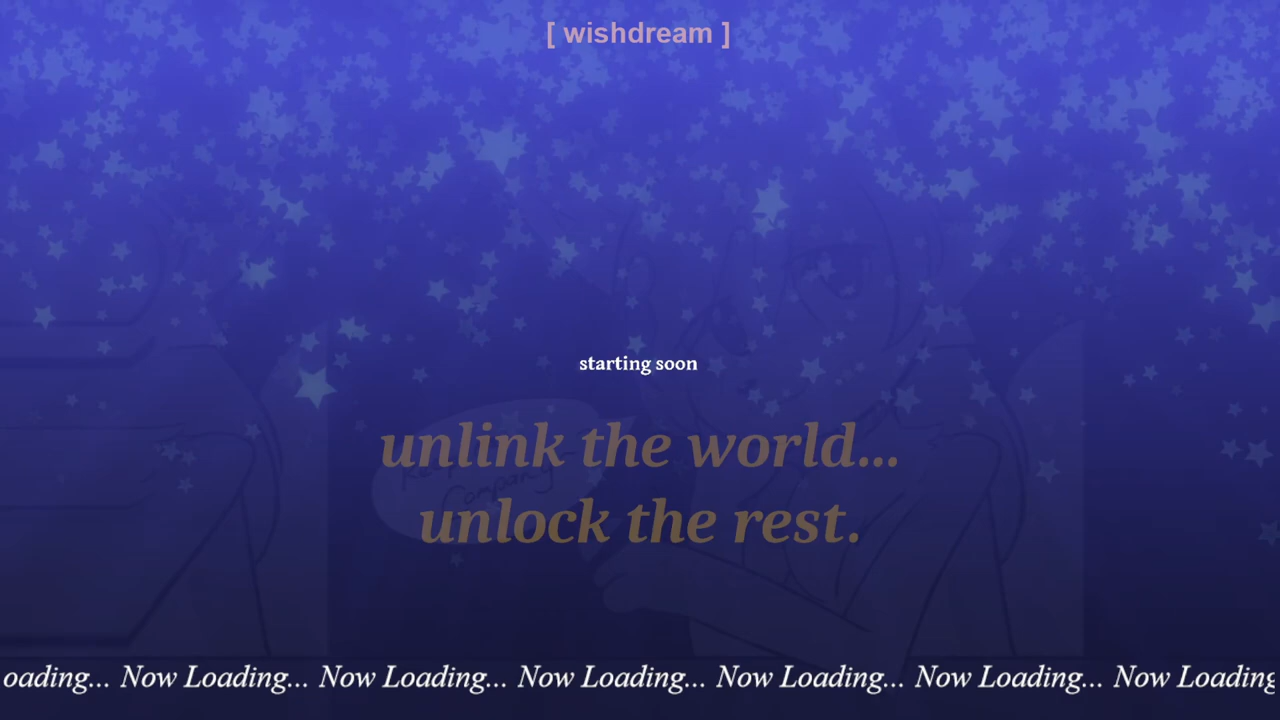 [ wishdream ]
starting soon
unlink the world...
unlock the rest.
oading... Now Loading... Now Loading... Now Loading... Now Loading... Now Loading... Now Loading